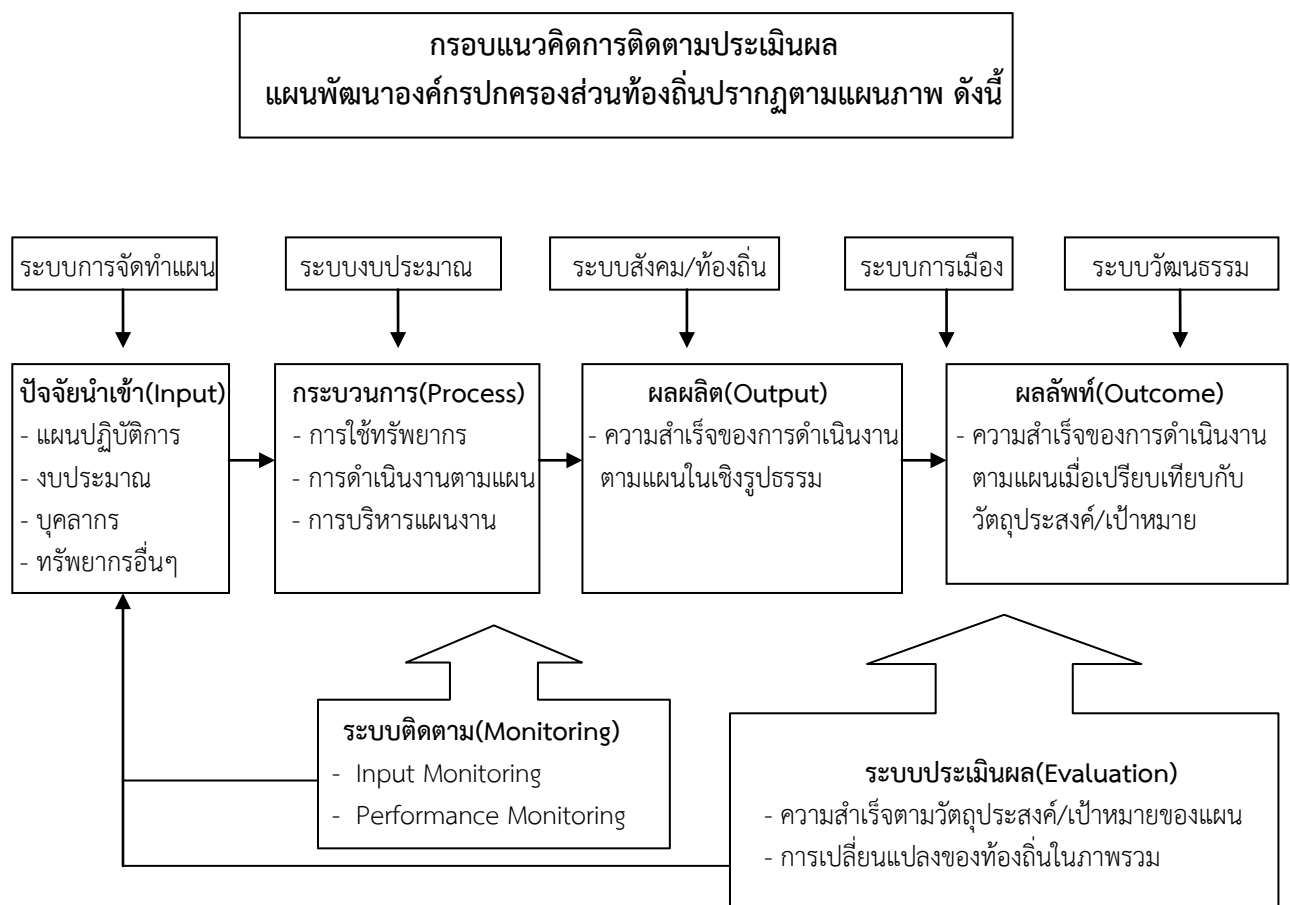 กรอบแนวคิดการติดตามประเมินผล
แผนพัฒนาองค์กรปกครองส่วนท้องถิ่นปรากฏตามแผนภาพ ดังนี้
ระบบการจัดทำแผน
ระบบงบประมาณ
ระบบสังคม/ท้องถิ่น
ระบบการเมือง
ระบบวัฒนธรรม
ปัจจัยนำเข้า(Input)
- แผนปฏิบัติการ
- งบประมาณ
- บุคลากร
- ทรัพยากรอื่นๆ
กระบวนการ(Process)
- การใช้ทรัพยากร
- การดำเนินงานตามแผน
- การบริหารแผนงาน
ผลผลิต(Output)
- ความสำเร็จของการดำเนินงาน
ตามแผนในเชิงรูปธรรม
ผลลัพท์(Outcome)
- ความสำเร็จของการดำเนินงาน
ตามแผนเมื่อเปรียบเทียบกับ
วัตถุประสงค์/เป้าหมาย
ระบบติดตาม(Monitoring)
- Input Monitoring
- Performance Monitoring
ระบบประเมินผล(Evaluation)
- ความสำเร็จตามวัตถุประสงค์/เป้าหมายของแผน
- การเปลี่ยนแปลงของท้องถิ่นในภาพรวม